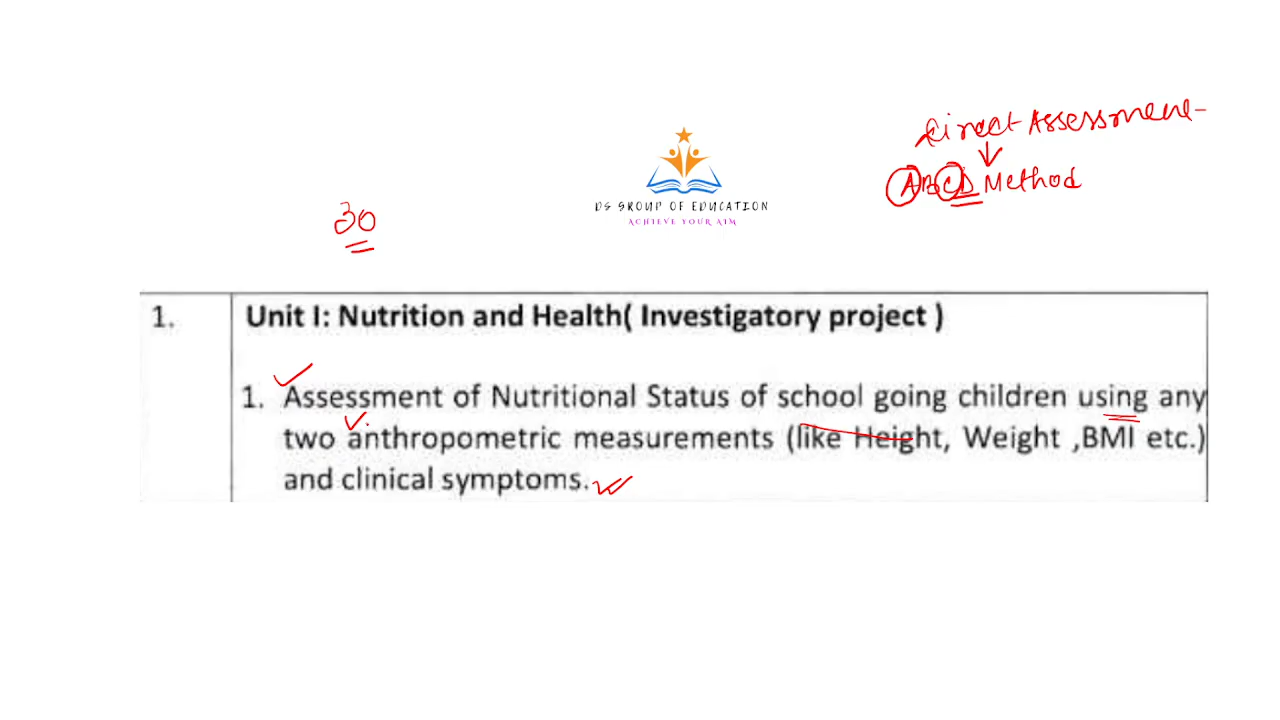 Direct Assessment-
ABCD Method
DS GROUP OF EDUCATION
ACHIEVE YOUR AIM
30
1.
Unit I: Nutrition and Health( Investigatory project )
1. Assessment of Nutritional Status of school going children using any
two anthropometric measurements (like Height, Weight ,BMI etc.)
and clinical symptoms.